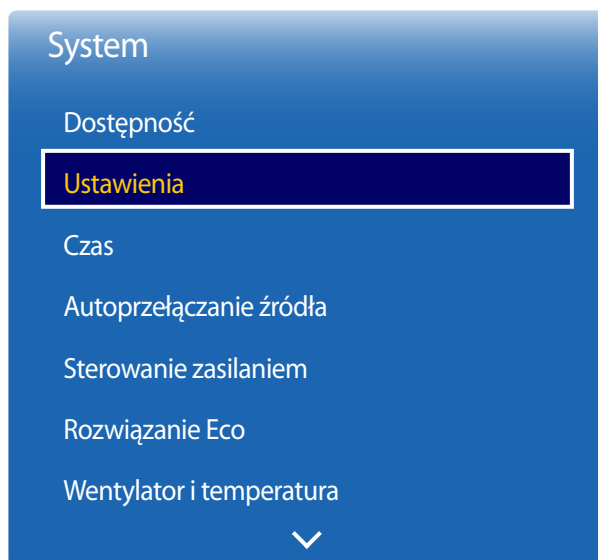 System
Dostępność
Ustawienia
Czas
Autoprzełączanie źródła
Sterowanie zasilaniem
Rozwiązanie Eco
Wentylator i temperatura